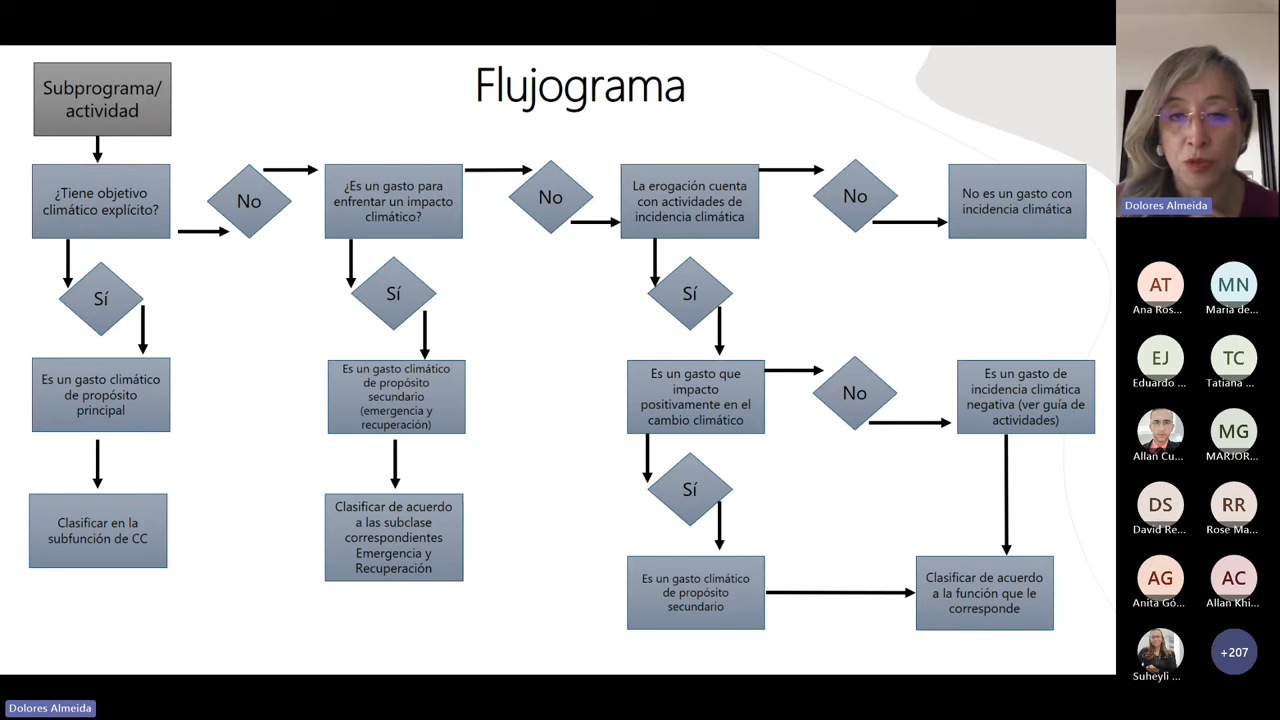 Flujograma
Subprograma/
actividad
¿Tiene objetivo
climático explícito?
No
¿Es un gasto para
enfrentar un impacto
climático?
No
La erogación cuenta
con actividades de
incidencia climática
No
No es un gasto con
incidencia climática
Sí
Sí
Sí
Es un gasto climático
de propósito
principal
Es un gasto climático
de propósito
secundario
(emergencia y
recuperación)
Es un gasto que
impacto
positivamente en el
cambio climático
No
Es un gasto de
incidencia climática
negativa (ver guía de
actividades)
Sí
Clasificar en la
subfunción de CC
Clasificar de acuerdo
a las subclase
correspondientes
Emergencia y
Recuperación
Es un gasto climático
de propósito
secundario
Clasificar de acuerdo
a la función que le
corresponde
Dolores Almeida
AT
Ana Ros...
MN
Maria de...
EJ
Eduardo ...
TC
Tatiana ...
Allan Cu...
MG
MARJOR...
DS
David Re...
RR
Rose Ma...
AG
Anita Gó...
AC
Allan Khi...
Suheyli ...
+207
Dolores Almeida